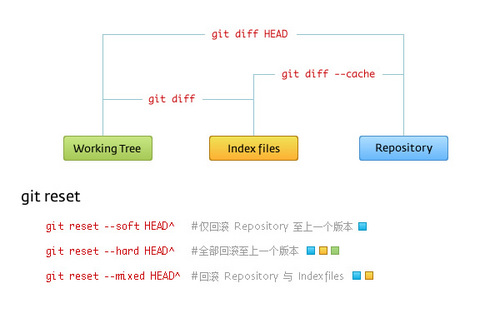 git diff HEAD
git diff --cache
git diff
Working Tree Index files Repository
git reset
git reset --soft HEAD^ #仅回滚 Repository 至上一个版本
git reset --hard HEAD^ #全部回滚至上一个版本
git reset --mixed HEAD^ #回滚 Repository 与 Indexfiles